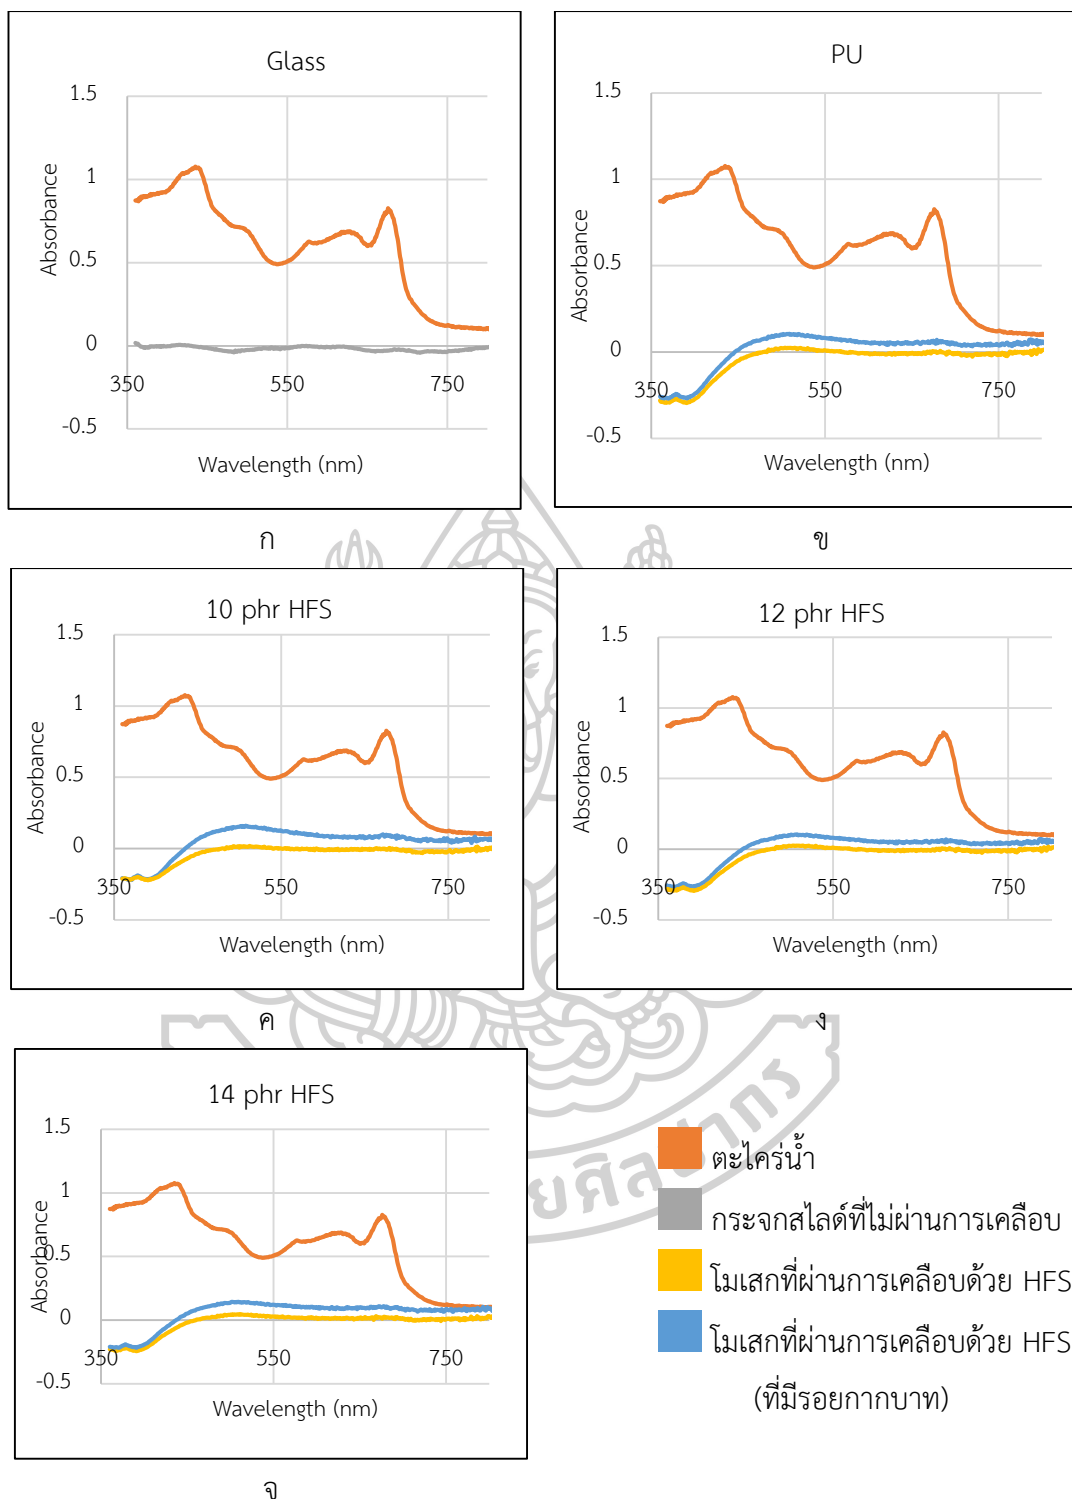 Glass
1.5
1
0.5
0
-0.5
350
550
750
Absorbance
Wavelength (nm)
ก
PU
1.5
1
0.5
0
-0.5
350
550
750
Absorbance
Wavelength (nm)
ข
10 phr HFS
1.5
1
0.5
0
-0.5
350
550
750
Absorbance
Wavelength (nm)
ค
12 phr HFS
1.5
1
0.5
0
-0.5
350
550
750
Absorbance
Wavelength (nm)
ง
14 phr HFS
1.5
1
0.5
0
-0.5
350
550
750
Absorbance
Wavelength (nm)
จ
ตะไคร่น้ำ
กระจกสไลด์ที่ไม่ผ่านการเคลือบ
โมเสกที่ผ่านการเคลือบด้วย HFS
โมเสกที่ผ่านการเคลือบด้วย HFS
(ที่มีรอยกากบาท)